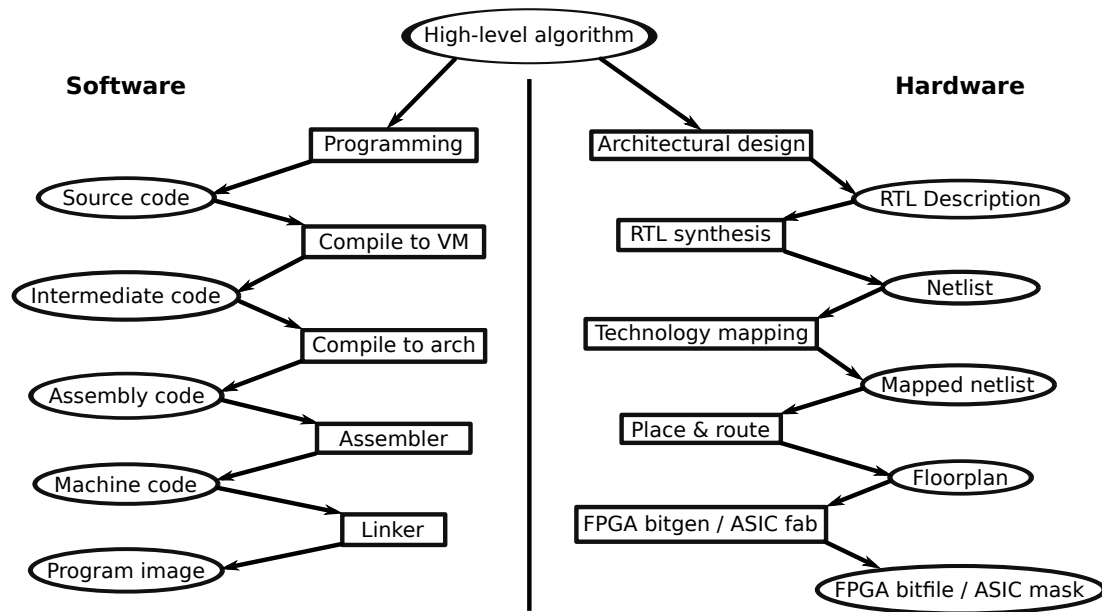 High-level algorithm
Software
Programming
Source code
Compile to VM
Intermediate code
Compile to arch
Assembly code
Assembler
Machine code
Linker
Program image
Hardware
Architectural design
RTL Description
RTL synthesis
Netlist
Technology mapping
Mapped netlist
Place & route
Floorplan
FPGA bitgen / ASIC fab
FPGA bitfile / ASIC mask